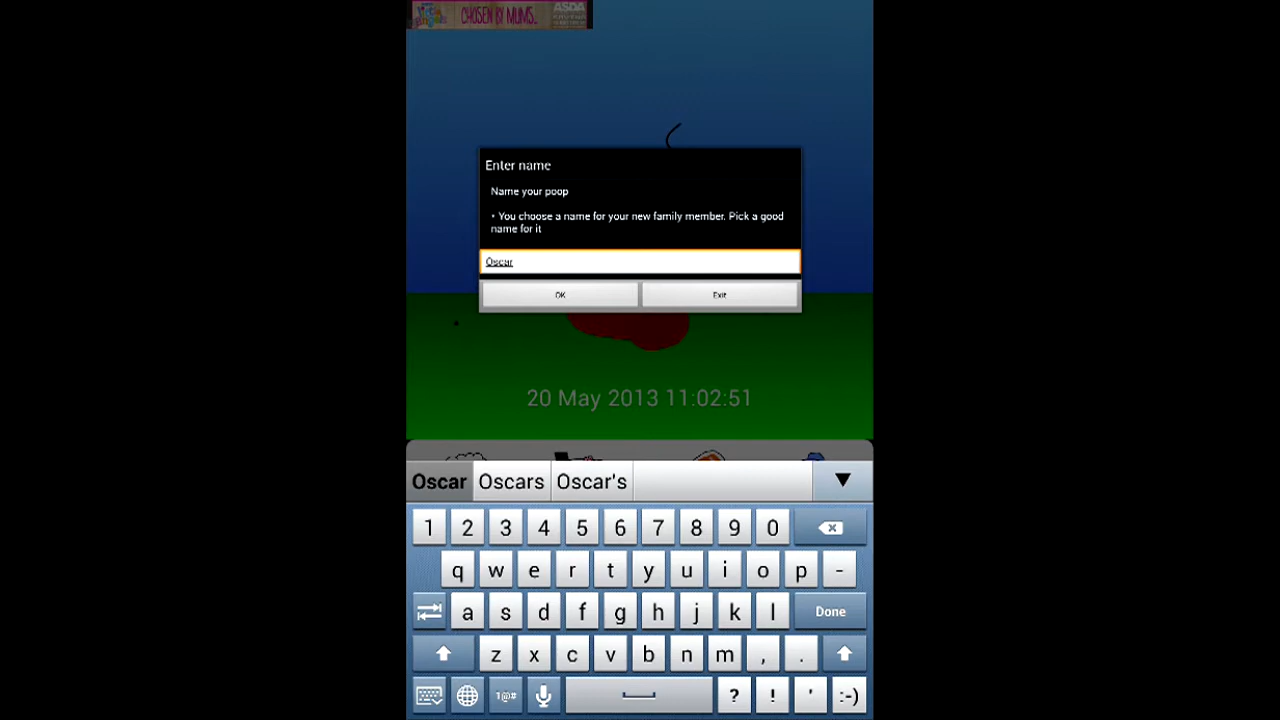 CHOSEN BY MUMS...
ASDA
Enter name
Name your poop
• You choose a name for your new family member. Pick a good
name for it
Oscar
OK Exit
20 May 2013 11:02:51
Oscar Oscars Oscar's
1 2 3 4 5 6 7 8 9 0
q w e r t y u i o p -
a s d f g h j k l Done
z x c v b n m , .
1@# ? ! ' :-)